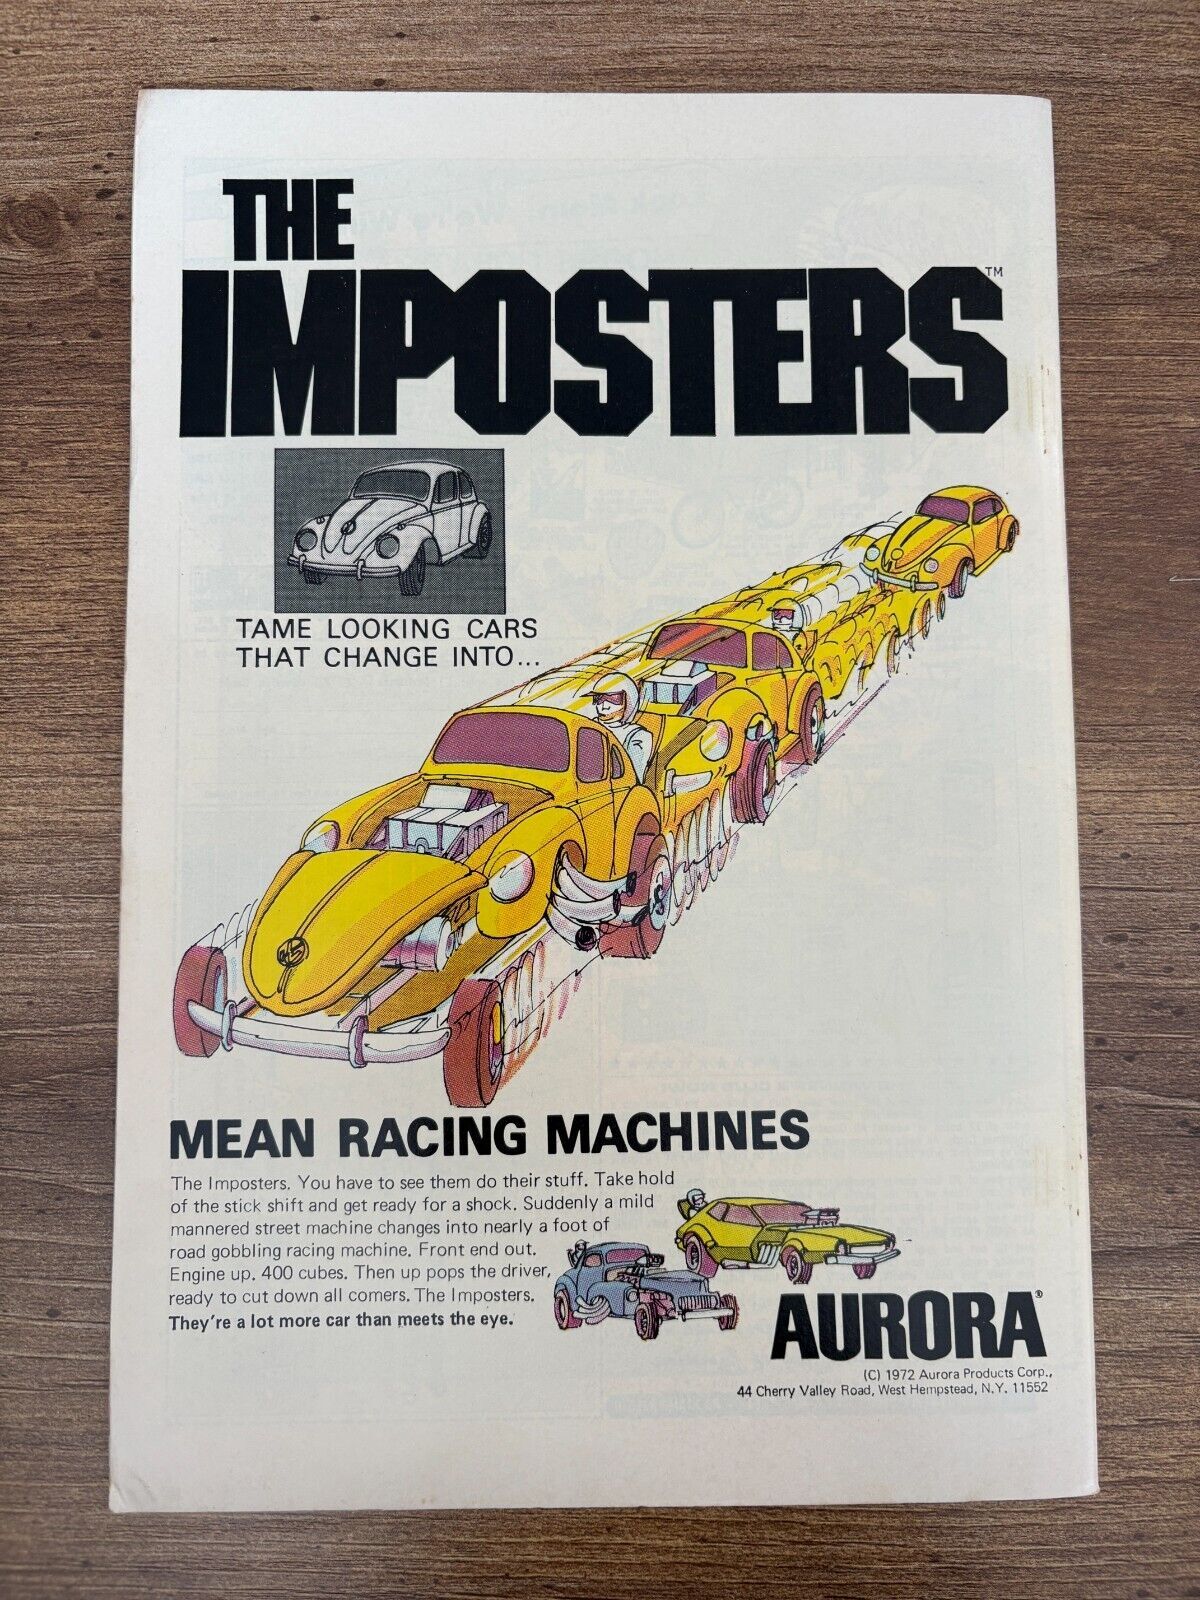 THE
IMPOSTERS™
TAME LOOKING CARS
THAT CHANGE INTO...
MEAN RACING MACHINES
The Imposters. You have to see them do their stuff. Take hold
of the stick shift and get ready for a shock. Suddenly a mild
mannered street machine changes into nearly a foot of
road gobbling racing machine. Front end out.
Engine up. 400 cubes. Then up pops the driver,
ready to cut down all comers. The Imposters.
They're a lot more car than meets the eye.
AURORA®
(C) 1972 Aurora Products Corp.,
44 Cherry Valley Road, West Hempstead, N.Y. 11552